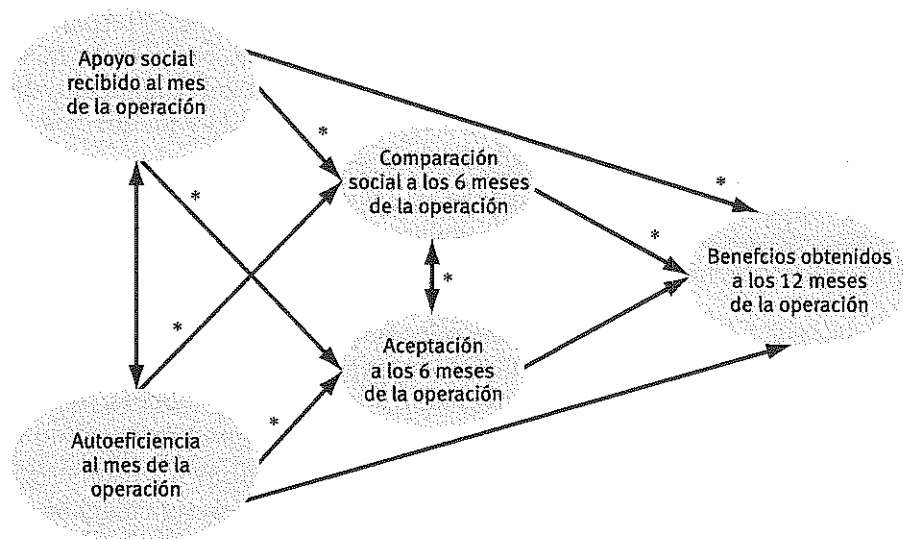 Apoyo social
recibido al mes
de la operación
*
Comparación
social a los 6 meses
de la operación
*
*
*
Benefcios obtenidos
a los 12 meses
de la operación
*
*
Aceptación
a los 6 meses
de la operación
*
Autoeficiencia
al mes de la
operación